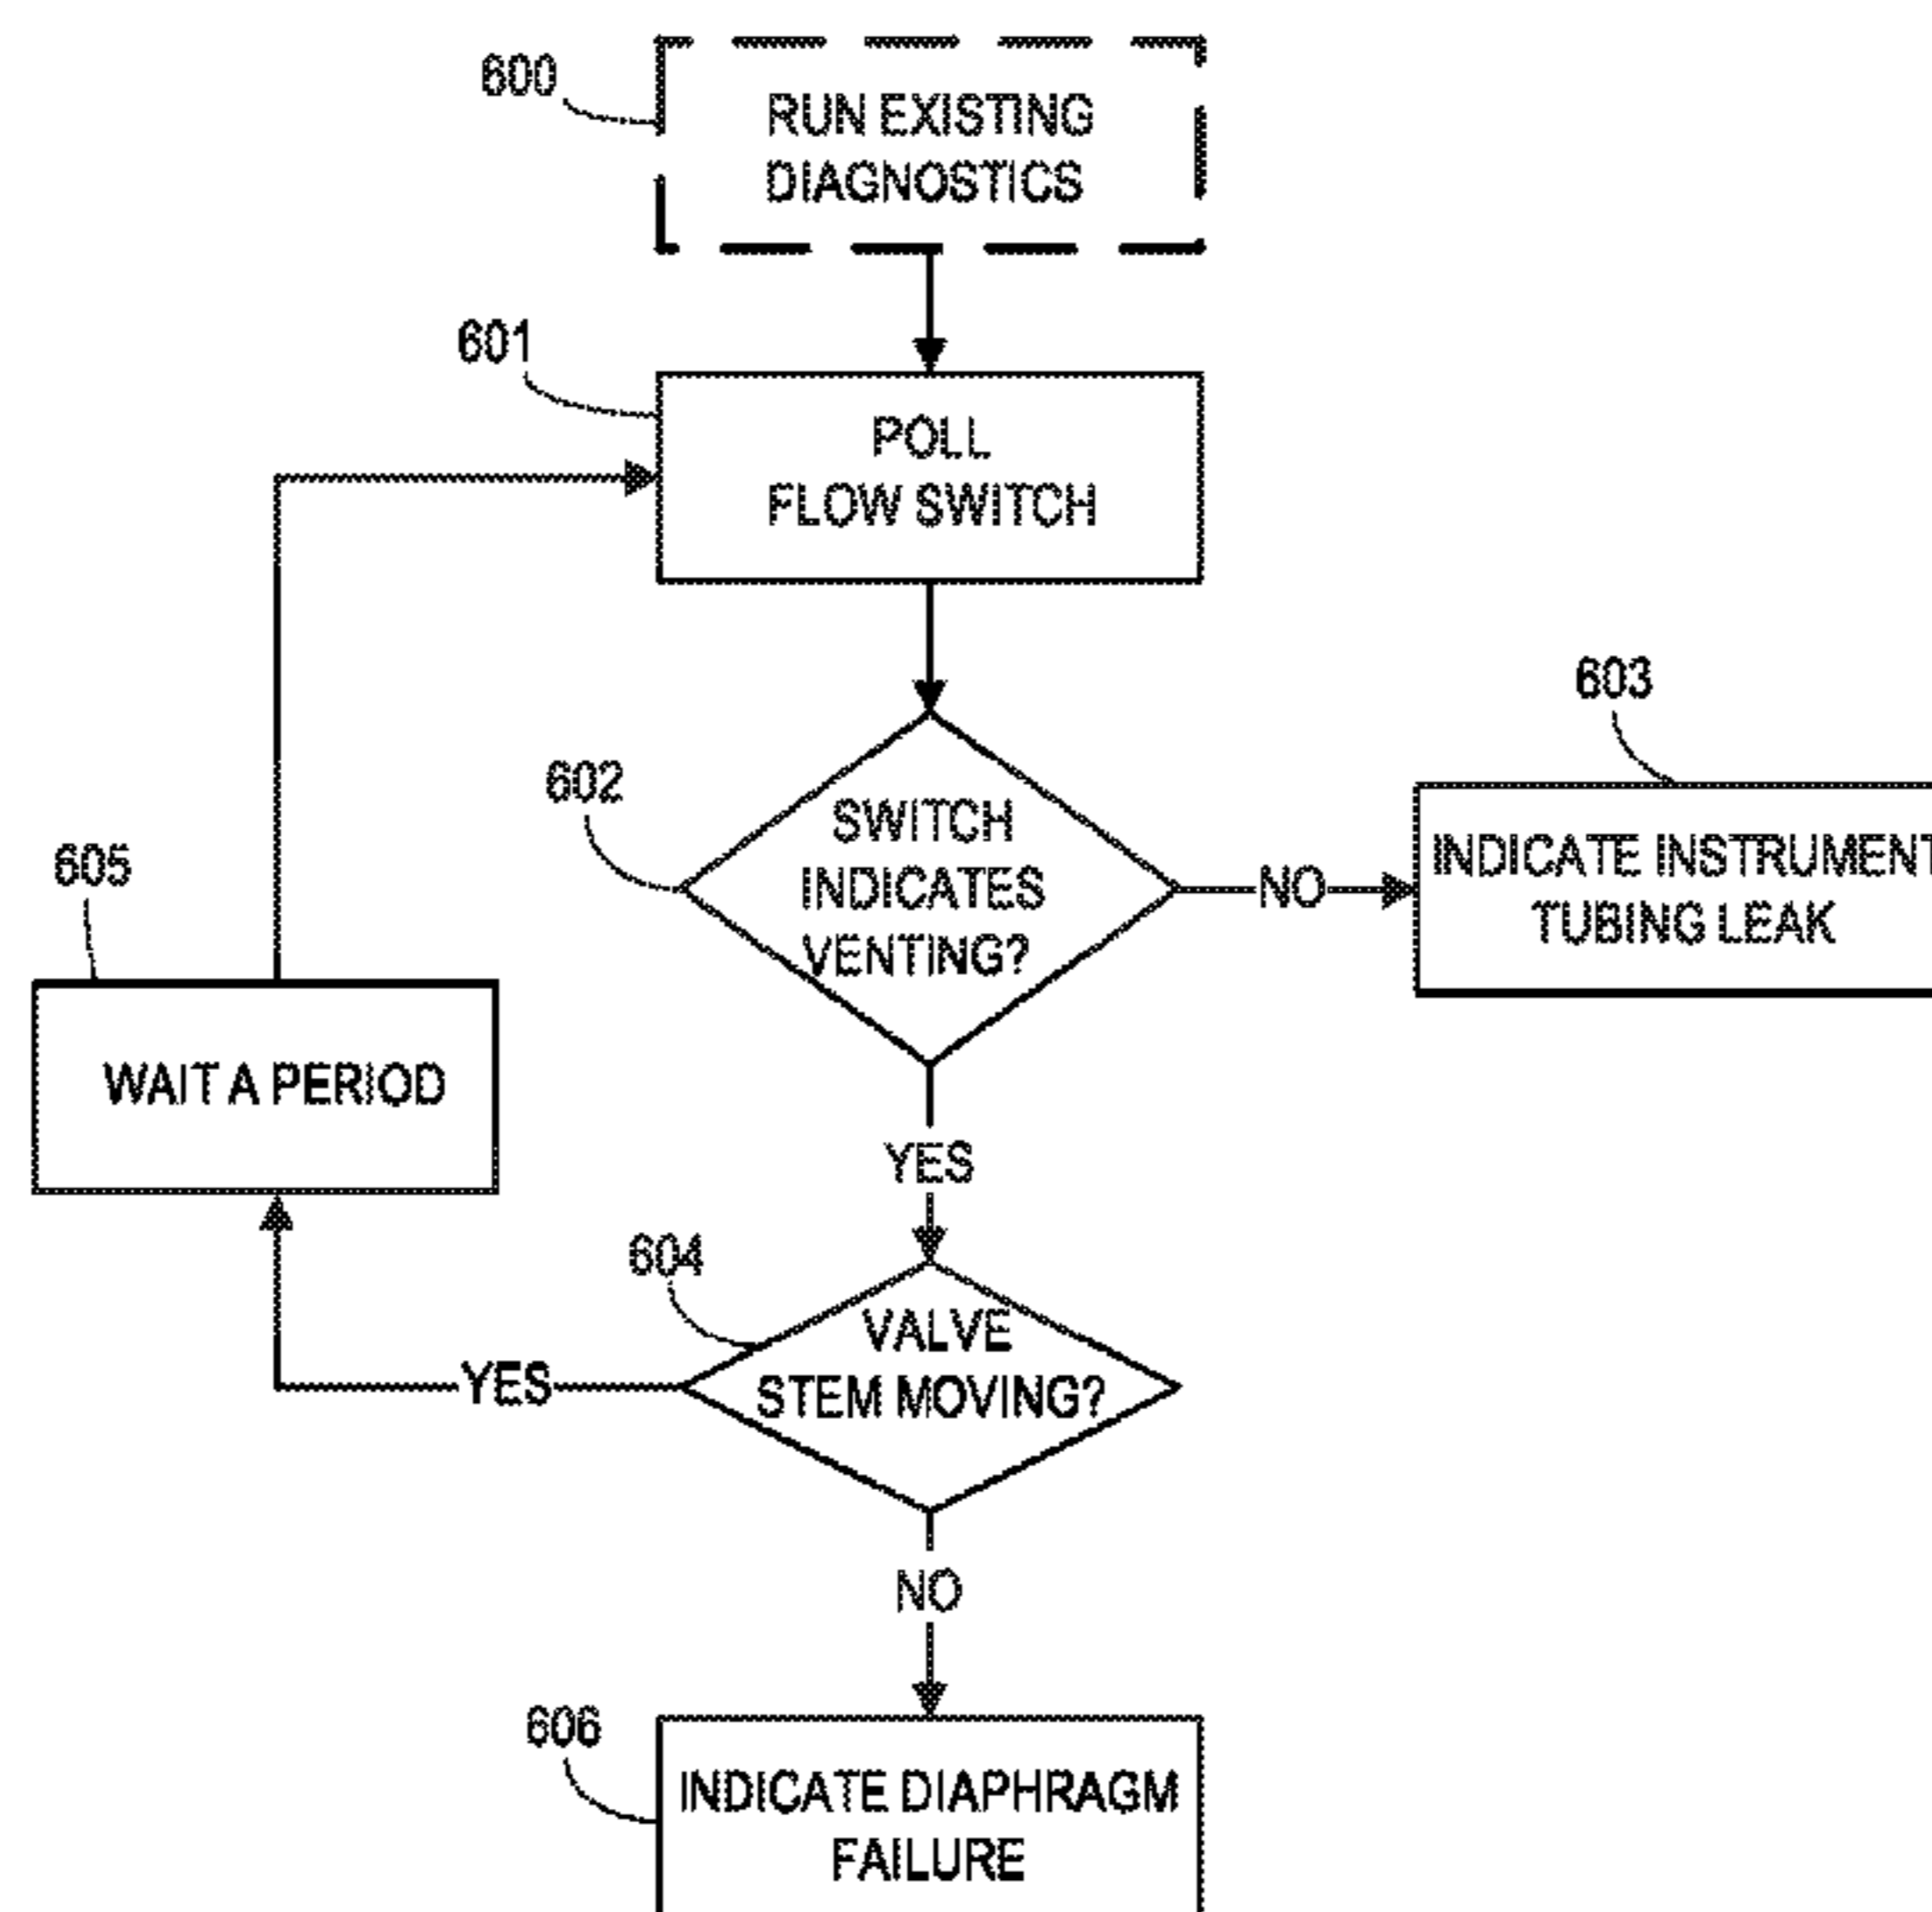 600
RUN EXISTING
DIAGNOSTICS
601
POLL
FLOW SWITCH
602
SWITCH
INDICATES
VENTING?
NO
603
INDICATE INSTRUMENT
TUBING LEAK
605
WAIT A PERIOD
YES
604
VALVE
STEM MOVING?
YES
NO
606
INDICATE DIAPHRAGM
FAILURE